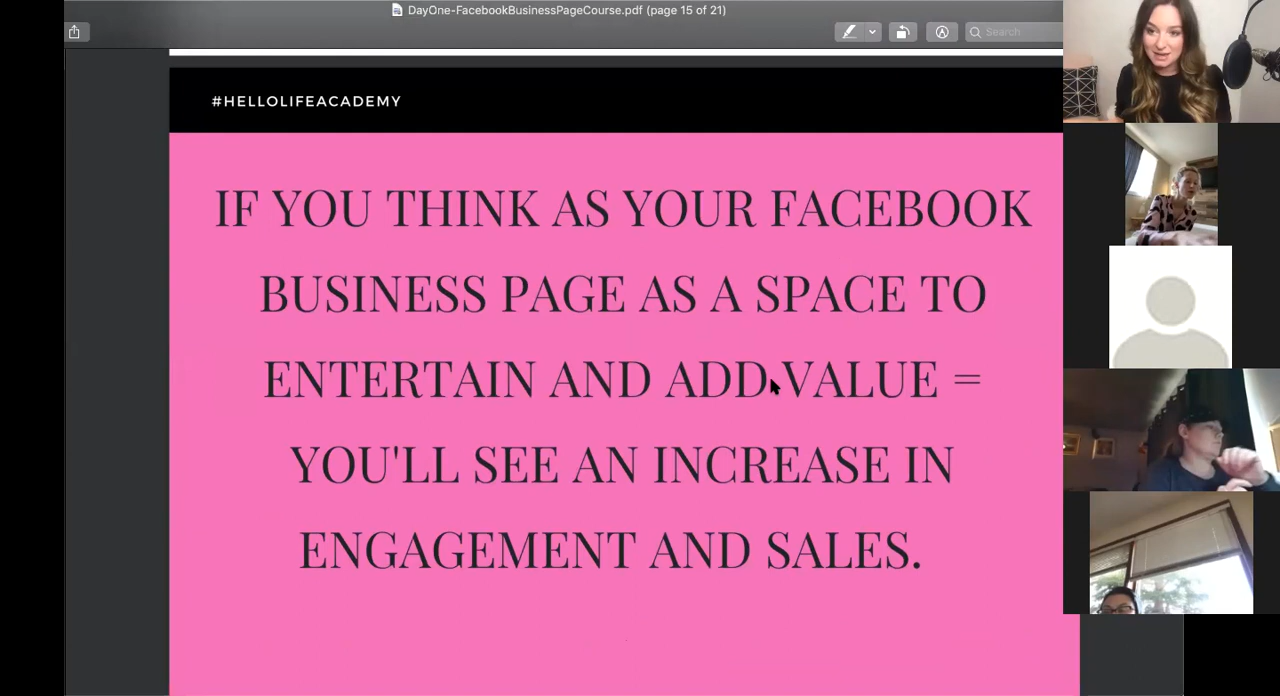 DayOne-FacebookBusinessPageCourse.pdf (page 15 of 21)
Search
#HELLOLIFEACADEMY
IF YOU THINK AS YOUR FACEBOOK
BUSINESS PAGE AS A SPACE TO
ENTERTAIN AND ADD VALUE =
YOU'LL SEE AN INCREASE IN
ENGAGEMENT AND SALES.